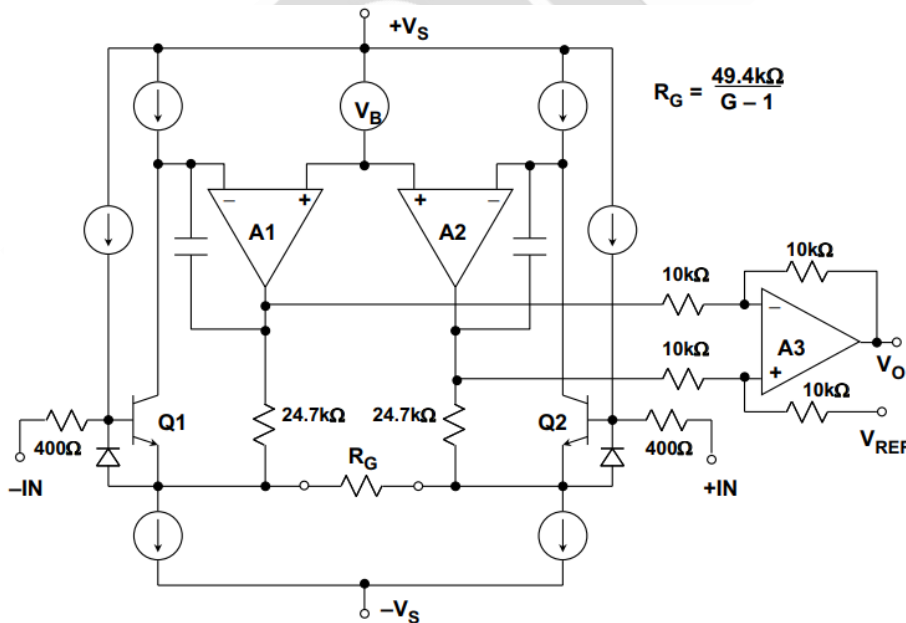 +VS
RG = 49.4kΩ
G – 1
VB
– + + –
A1 A2
10kΩ
10kΩ
–
A3
VO
10kΩ
+
10kΩ
VREF
Q1
24.7kΩ 24.7kΩ
Q2
400Ω
400Ω
RG
–IN
+IN
–VS